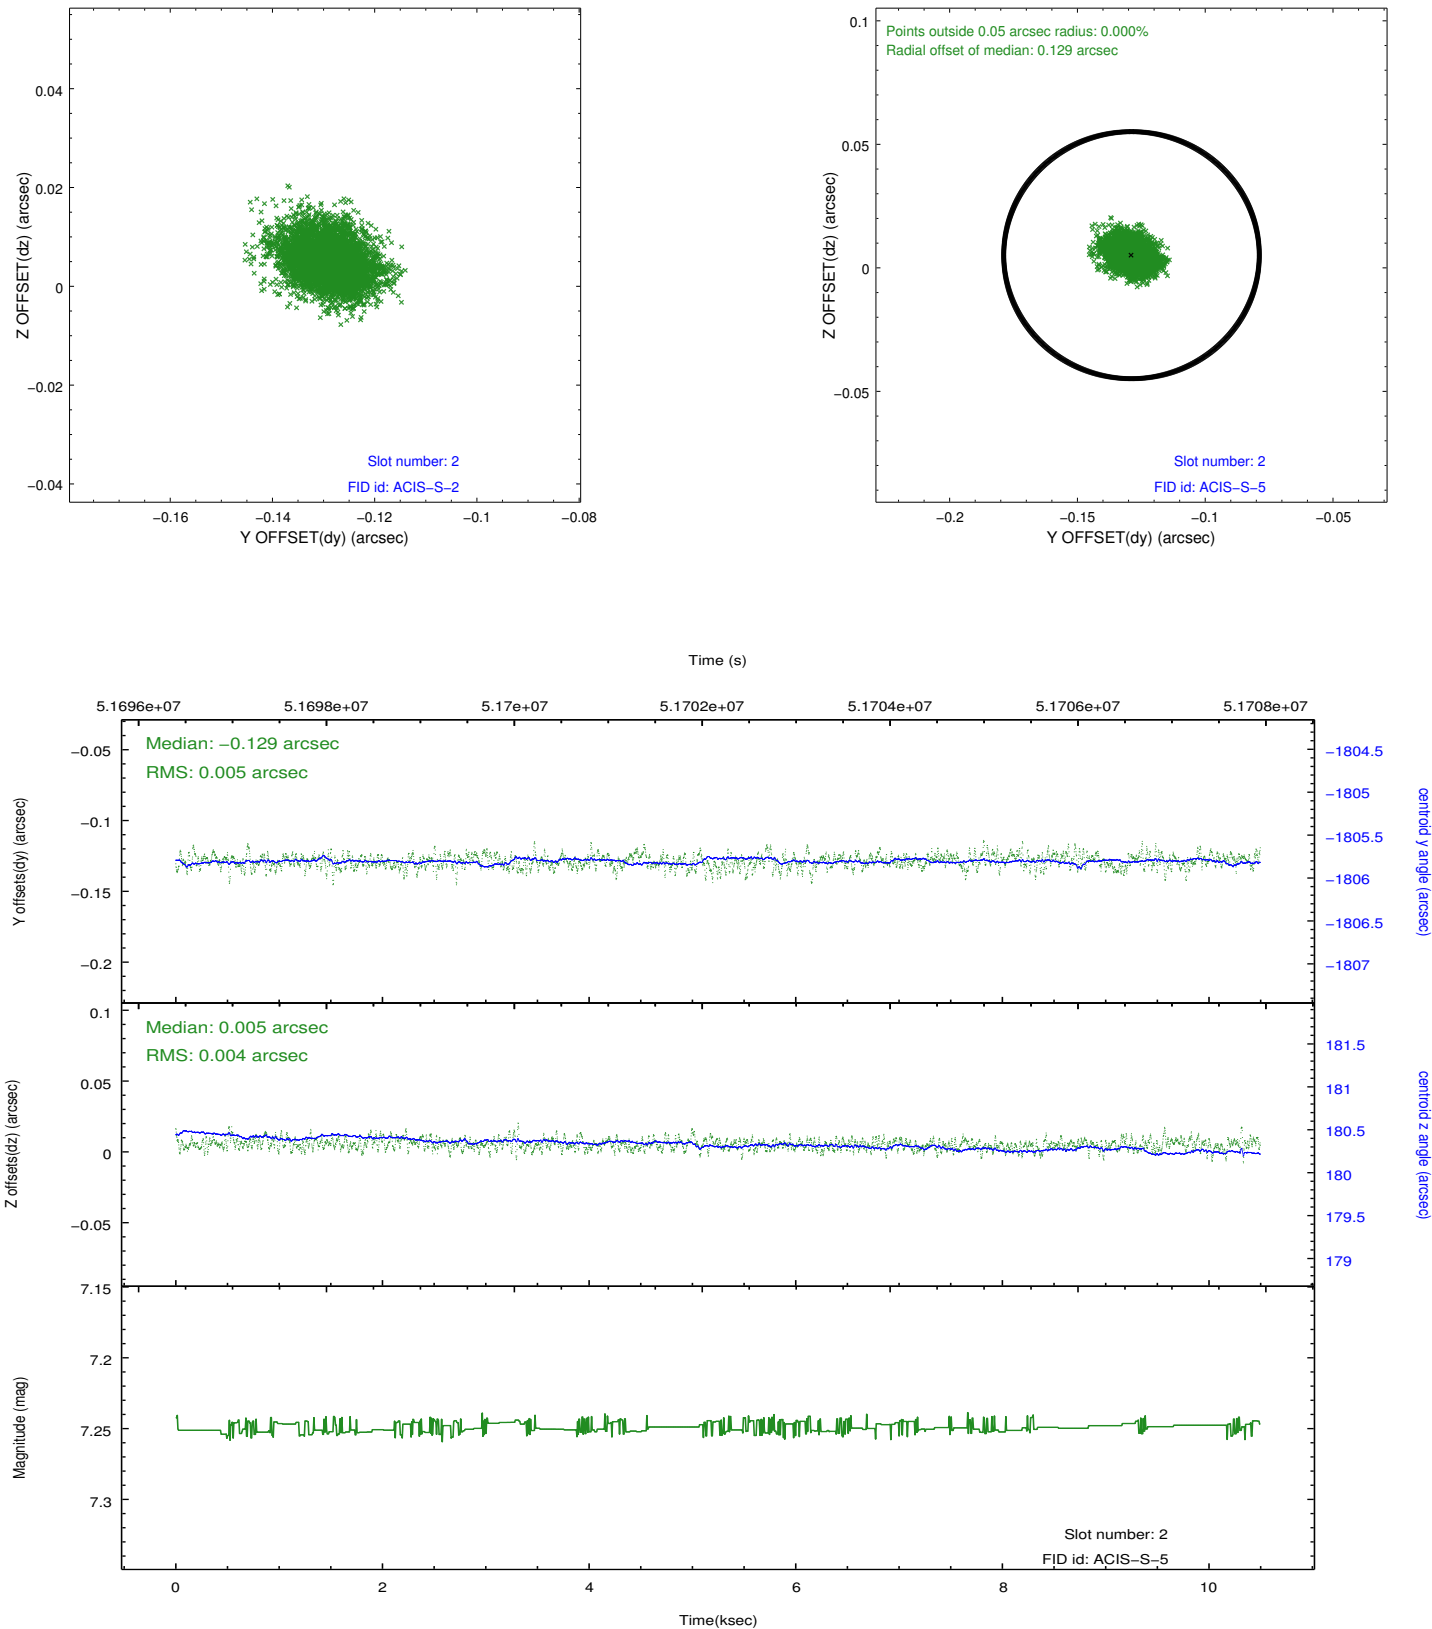 0.04
0.02
0
−0.02
−0.04
Z OFFSET(dz) (arcsec)
Slot number: 2
FID id: ACIS−S−2
−0.16 −0.14 −0.12 −0.1 −0.08
Y OFFSET(dy) (arcsec)
Points outside 0.05 arcsec radius: 0.000%
Radial offset of median: 0.129 arcsec
0.1
0.05
0
−0.05
Z OFFSET(dz) (arcsec)
Slot number: 2
FID id: ACIS−S−5
−0.2 −0.15 −0.1 −0.05
Y OFFSET(dy) (arcsec)
Time (s)
5.1696e+07 5.1698e+07 5.17e+07 5.1702e+07 5.1704e+07 5.1706e+07 5.1708e+07
Median: −0.129 arcsec
RMS: 0.005 arcsec
−0.05
−0.1
−0.15
−0.2
Y offsets(dy) (arcsec)
−1804.5
−1805
−1805.5
−1806
−1806.5
−1807
centroid y angle (arcsec)
Median: 0.005 arcsec
RMS: 0.004 arcsec
0.1
0.05
0
−0.05
Z offsets(dz) (arcsec)
181.5
181
180.5
180
179.5
179
centroid z angle (arcsec)
7.15
7.2
7.25
7.3
Magnitude (mag)
Slot number: 2
FID id: ACIS−S−5
0 2 4 6 8 10
Time(ksec)